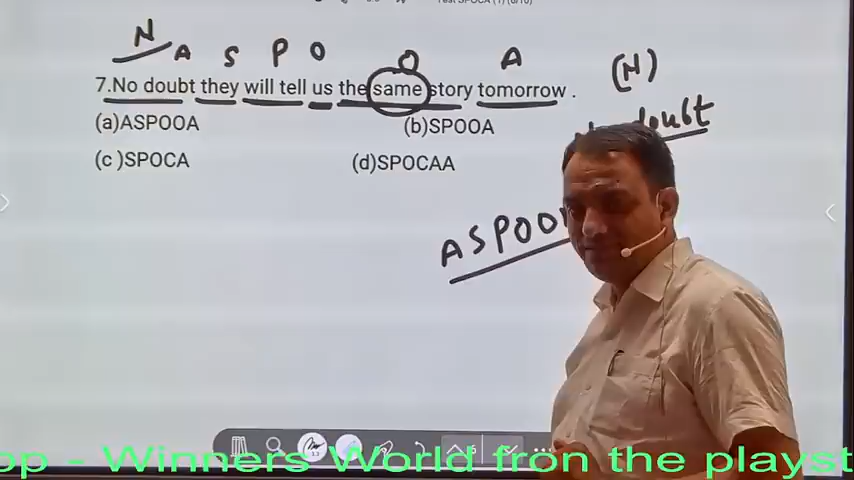 N A S P O O A
7.No doubt they will tell us the same story tomorrow .
(N)
(a)ASPOOA (b)SPOOA
doubt
(c )SPOCA (d)SPOCAA
ASPOO
op - Winners World from the playst